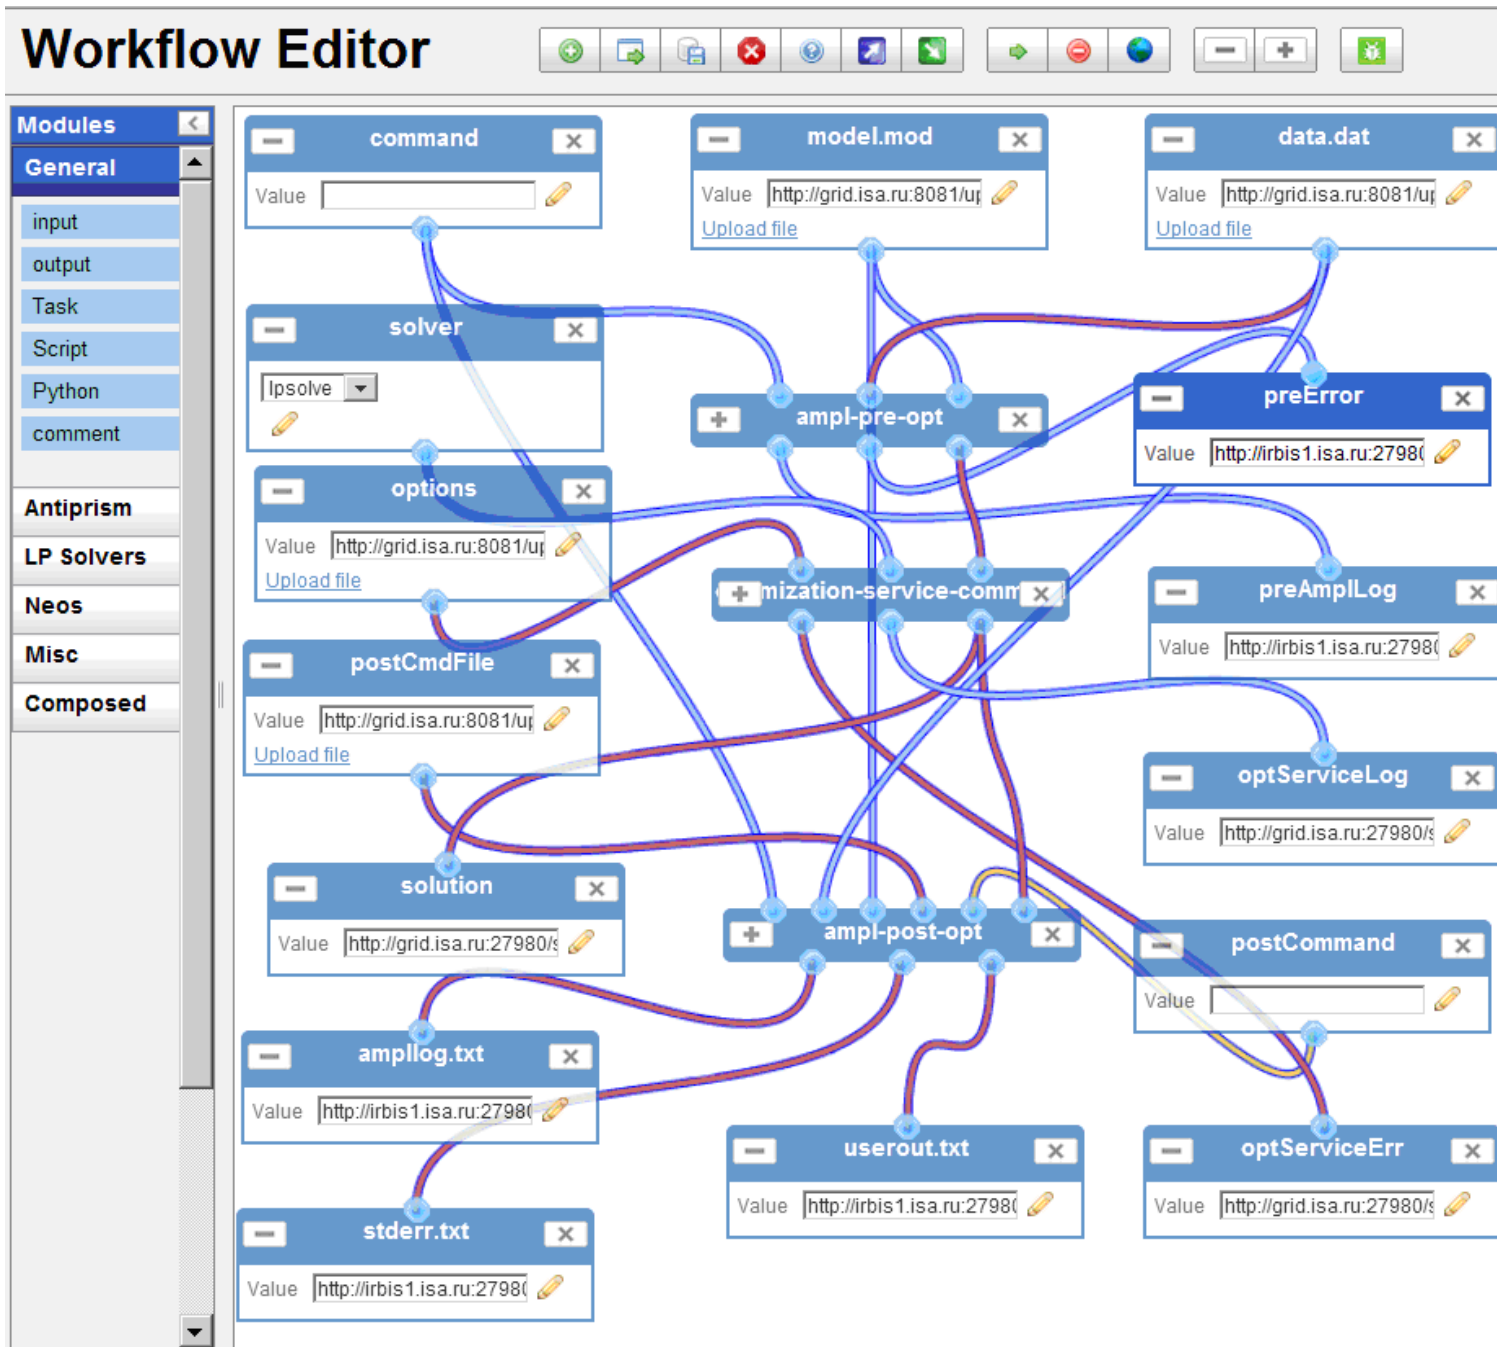 Workflow Editor
Modules
General
input
output
Task
Script
Python
comment
Antiprism
LP Solvers
Neos
Misc
Composed
command
Value
model.mod
Value http://grid.isa.ru:8081/up
Upload file
data.dat
Value http://grid.isa.ru:8081/up
Upload file
solver
lpsolve
ampl-pre-opt
preError
Value http://irbis1.isa.ru:27980
options
Value http://grid.isa.ru:8081/up
Upload file
mization-service-comm
preAmplLog
Value http://irbis1.isa.ru:27980
postCmdFile
Value http://grid.isa.ru:8081/up
Upload file
optServiceLog
Value http://grid.isa.ru:27980/s
solution
Value http://grid.isa.ru:27980/s
ampl-post-opt
postCommand
Value
ampllog.txt
Value http://irbis1.isa.ru:27980
userout.txt
Value http://irbis1.isa.ru:27980
optServiceErr
Value http://grid.isa.ru:27980/s
stderr.txt
Value http://irbis1.isa.ru:27980